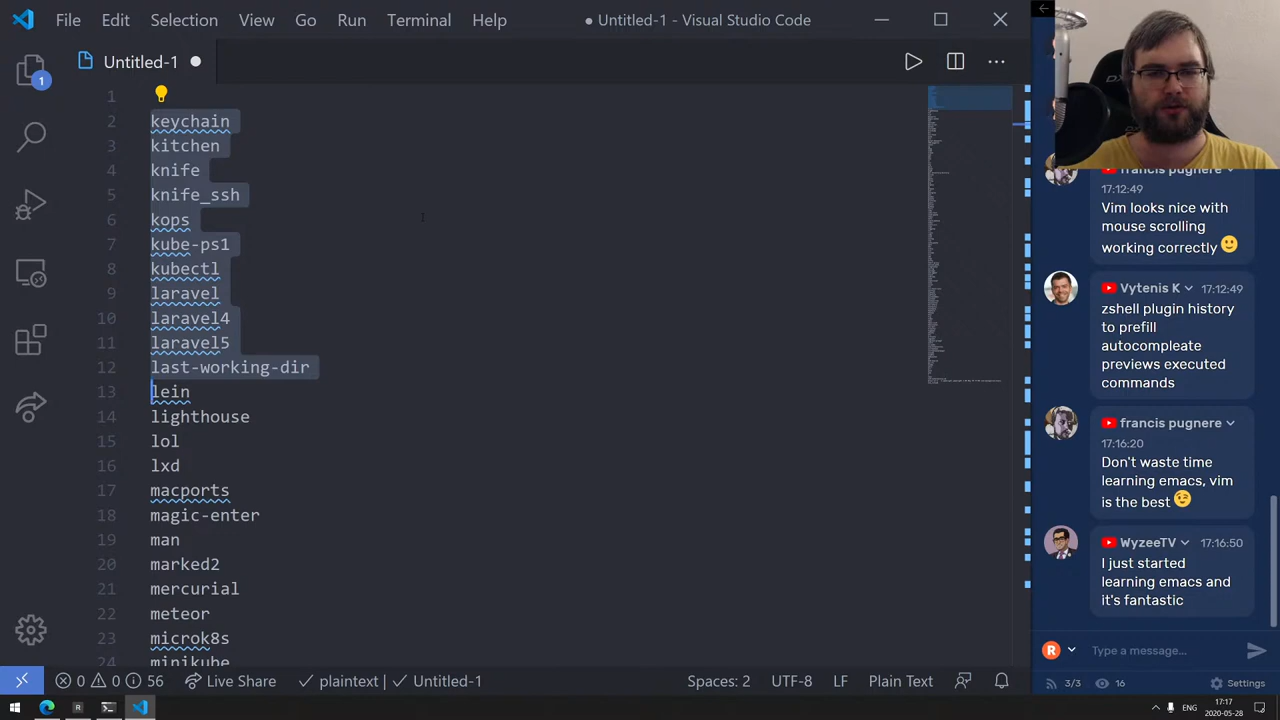 File Edit Selection View Go Run Terminal Help
● Untitled-1 - Visual Studio Code
1
Untitled-1
1
2 keychain
3 kitchen
4 knife
5 knife_ssh
6 kops
7 kube-ps1
8 kubectl
9 laravel
10 laravel4
11 laravel5
12 last-working-dir
13 lein
14 lighthouse
15 lol
16 lxd
17 macports
18 magic-enter
19 man
20 marked2
21 mercurial
22 meteor
23 microk8s
24 minikube
0 0 56 Live Share plaintext | Untitled-1
Spaces: 2 UTF-8 LF Plain Text
francis pugnere
17:12:49
Vim looks nice with
mouse scrolling
working correctly 🙂
Vytenis K 17:12:49
zshell plugin history
to prefill
autocompleate
previews executed
commands
francis pugnere
17:16:20
Don't waste time
learning emacs, vim
is the best 😉
WyzeeTV 17:16:50
I just started
learning emacs and
it's fantastic
R Type a message...
3/3 16 Settings
ENG
17:17
2020-05-28